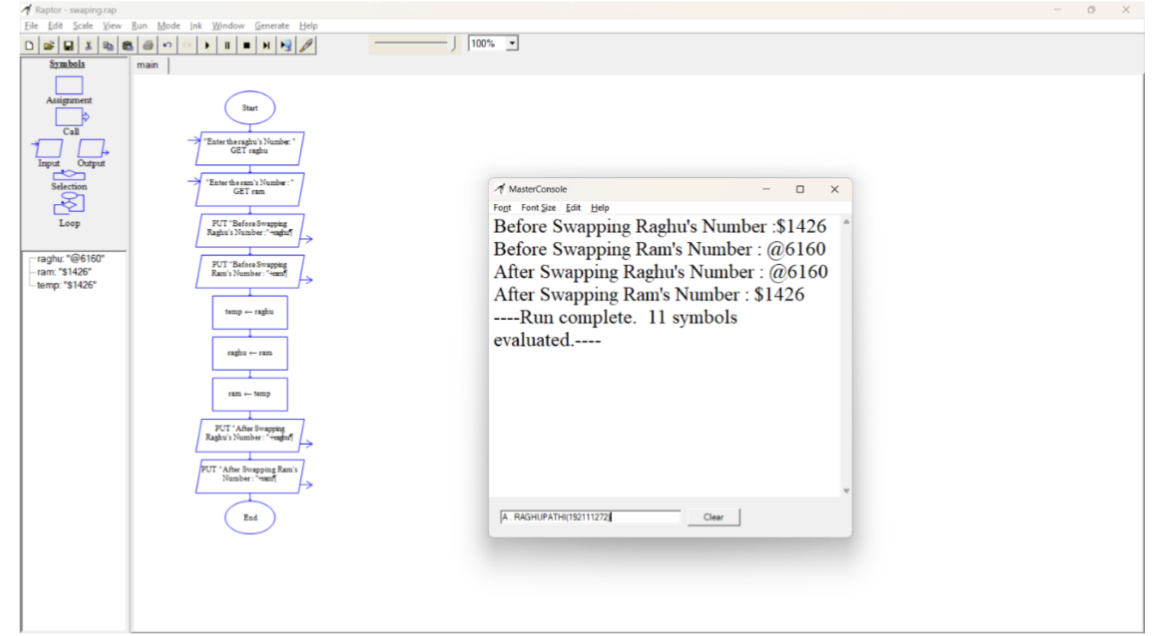 Raptor - swaping.rap
File Edit Scale View Run Mode Ink Window Generate Help
100%
Symbols
Assignment
Call
Input Output
Selection
Loop
raghu: "@6160"
ram: "$1426"
temp: "$1426"
main
Start
"Enter the raghu's Number: "
GET raghu
"Enter the ram's Number : "
GET ram
PUT "Before Swapping
Raghu's Number :"+raghu¶
PUT "Before Swapping
Ram's Number : "+ram¶
temp ← raghu
raghu ← ram
ram ← temp
PUT "After Swapping
Raghu's Number : "+raghu¶
PUT "After Swapping Ram's
Number : "+ram¶
End
MasterConsole
Font Font Size Edit Help
Before Swapping Raghu's Number :$1426
Before Swapping Ram's Number : @6160
After Swapping Raghu's Number : @6160
After Swapping Ram's Number : $1426
----Run complete. 11 symbols
evaluated.----
A . RAGHUPATHI(192111272)
Clear